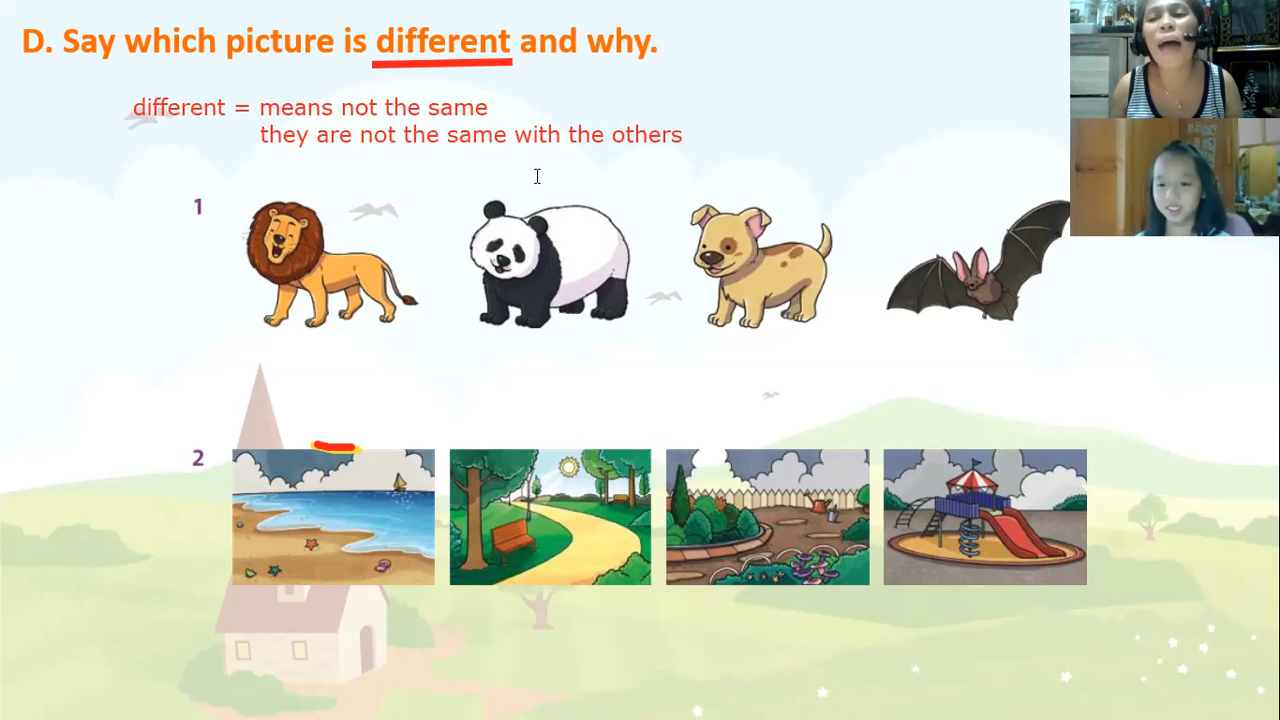 D. Say which picture is different and why.
different = means not the same
they are not the same with the others
1
2